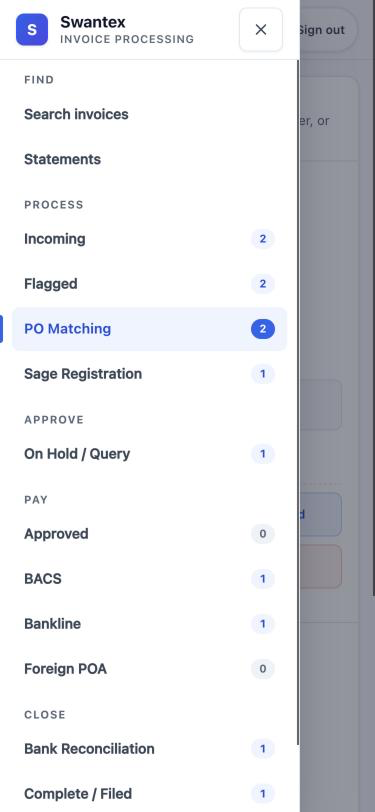 S
Swantex
INVOICE PROCESSING
Sign out
FIND
er, or
Search invoices
Statements
PROCESS
Incoming 2
Flagged 2
PO Matching 2
Sage Registration 1
APPROVE
On Hold / Query 1
PAY
d
Approved 0
BACS 1
Bankline 1
Foreign POA 0
CLOSE
Bank Reconciliation 1
Complete / Filed 1